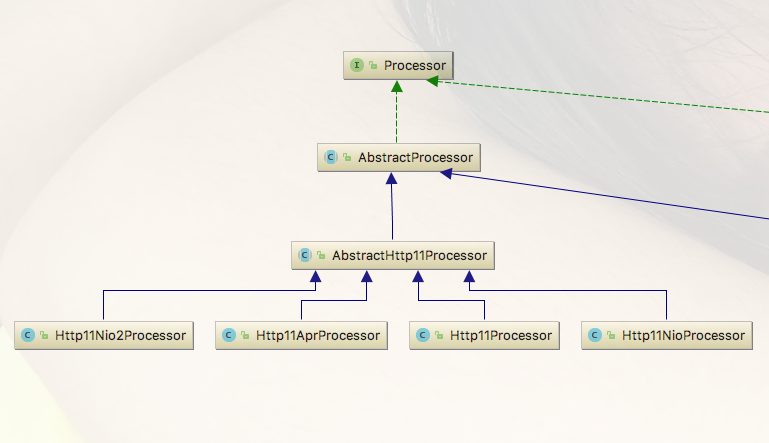 I Processor
C AbstractProcessor
C AbstractHttp11Processor
C Http11Nio2Processor C Http11AprProcessor C Http11Processor C Http11NioProcessor